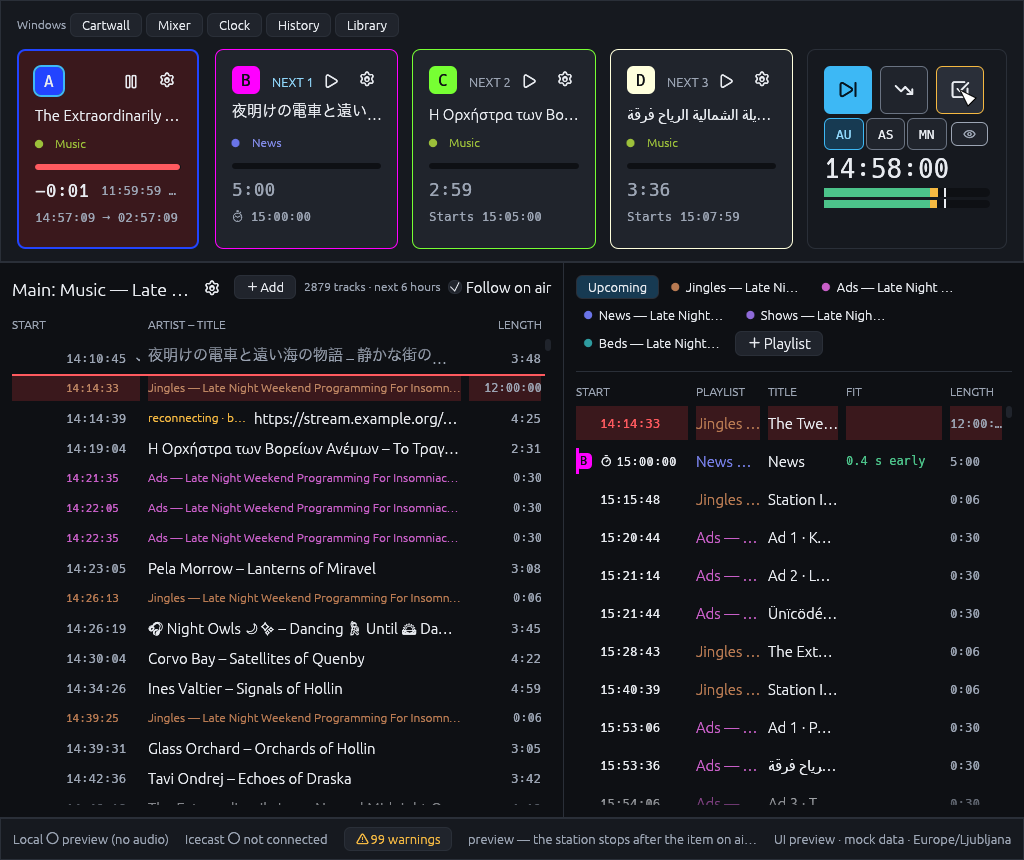 Windows Cartwall Mixer Clock History Library
A
The Extraordinarily …
Music
−0:01 11:59:59 …
14:57:09 → 02:57:09
B NEXT 1
夜明けの電車と遠い…
News
5:00
15:00:00
C NEXT 2
Η Ορχήστρα των Βο…
Music
2:59
Starts 15:05:00
D NEXT 3
يلة الشمالية الرياح فرقة…
Music
3:36
Starts 15:07:59
AU AS MN
14:58:00
Main: Music — Late … + Add 2879 tracks · next 6 hours ✓ Follow on air
START ARTIST – TITLE LENGTH
14:10:45 夜明けの電車と遠い海の物語 – 静かな街の… 3:48
14:14:33 Jingles — Late Night Weekend Programming For Insomn… 12:00:00
14:14:39 reconnecting · b… https://stream.example.org/… 4:25
14:19:04 Η Ορχήστρα των Βορείων Ανέμων – Το Τραγ… 2:31
14:21:35 Ads — Late Night Weekend Programming For Insomniac… 0:30
14:22:05 Ads — Late Night Weekend Programming For Insomniac… 0:30
14:22:35 Ads — Late Night Weekend Programming For Insomniac… 0:30
14:23:05 Pela Morrow – Lanterns of Miravel 3:08
14:26:13 Jingles — Late Night Weekend Programming For Insomn… 0:06
14:26:19 🎧 Night Owls 🌙✨ – Dancing 💃 Until 🌅 Da… 3:45
14:30:04 Corvo Bay – Satellites of Quenby 4:22
14:34:26 Ines Valtier – Signals of Hollin 4:59
14:39:25 Jingles — Late Night Weekend Programming For Insomn… 0:06
14:39:31 Glass Orchard – Orchards of Hollin 3:05
14:42:36 Tavi Ondrej – Echoes of Draska 3:42
Upcoming Jingles — Late Ni… Ads — Late Night …
News — Late Night… Shows — Late Nigh…
Beds — Late Night… + Playlist
START PLAYLIST TITLE FIT LENGTH
14:14:33 Jingles … The Twe… 12:00:…
B 15:00:00 News … News 0.4 s early 5:00
15:15:48 Jingles … Station I… 0:06
15:20:44 Ads — … Ad 1 · K… 0:30
15:21:14 Ads — … Ad 2 · L… 0:30
15:21:44 Ads — … Ünïcödé… 0:30
15:28:43 Jingles … The Ext… 0:06
15:40:39 Jingles … Station I… 0:06
15:53:06 Ads — … Ad 1 · P… 0:30
15:53:36 Ads — … رياح فرقة… 0:30
15:54:06 Ads — … Ad 3 · T… 0:30
Local preview (no audio) Icecast not connected ⚠ 99 warnings preview — the station stops after the item on ai… UI preview · mock data · Europe/Ljubljana